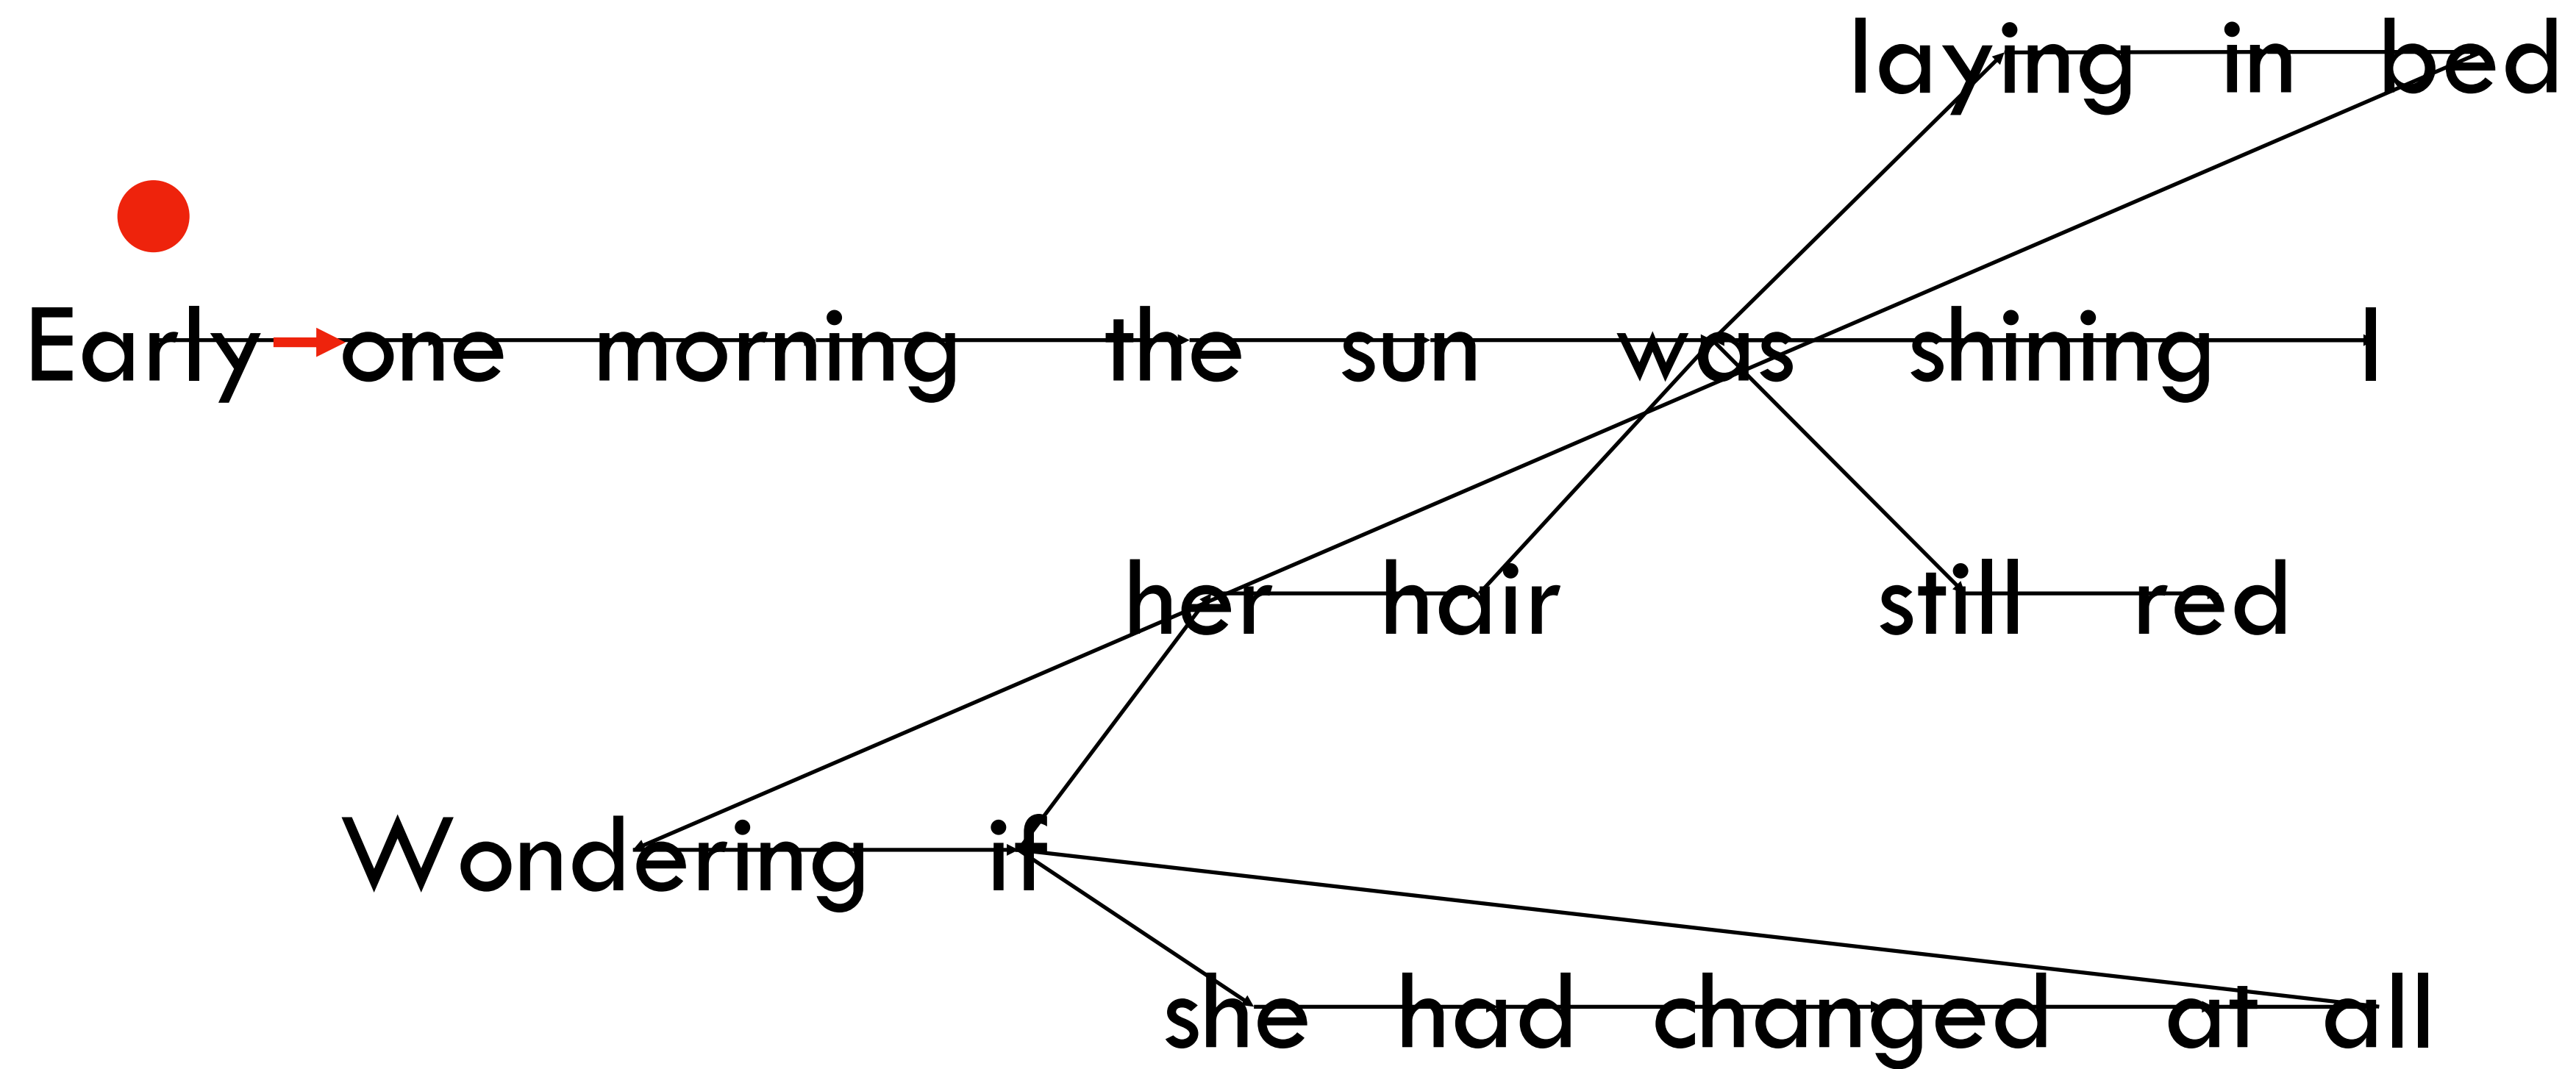 laying in bed
Early one morning the sun was shining I
her hair still red
Wondering if
she had changed at all